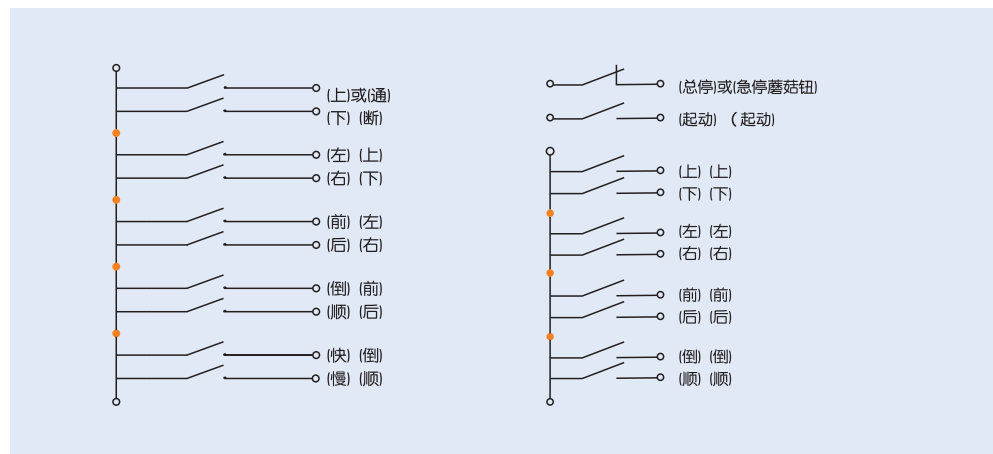 (上)或(通)
(下) (断)
(左) (上)
(右) (下)
(前) (左)
(后) (右)
(倒) (前)
(顺) (后)
(快) (倒)
(慢) (顺)
(总停)或(急停蘑菇钮)
(起动) (起动)
(上) (上)
(下) (下)
(左) (左)
(右) (右)
(前) (前)
(后) (后)
(倒) (倒)
(顺) (顺)